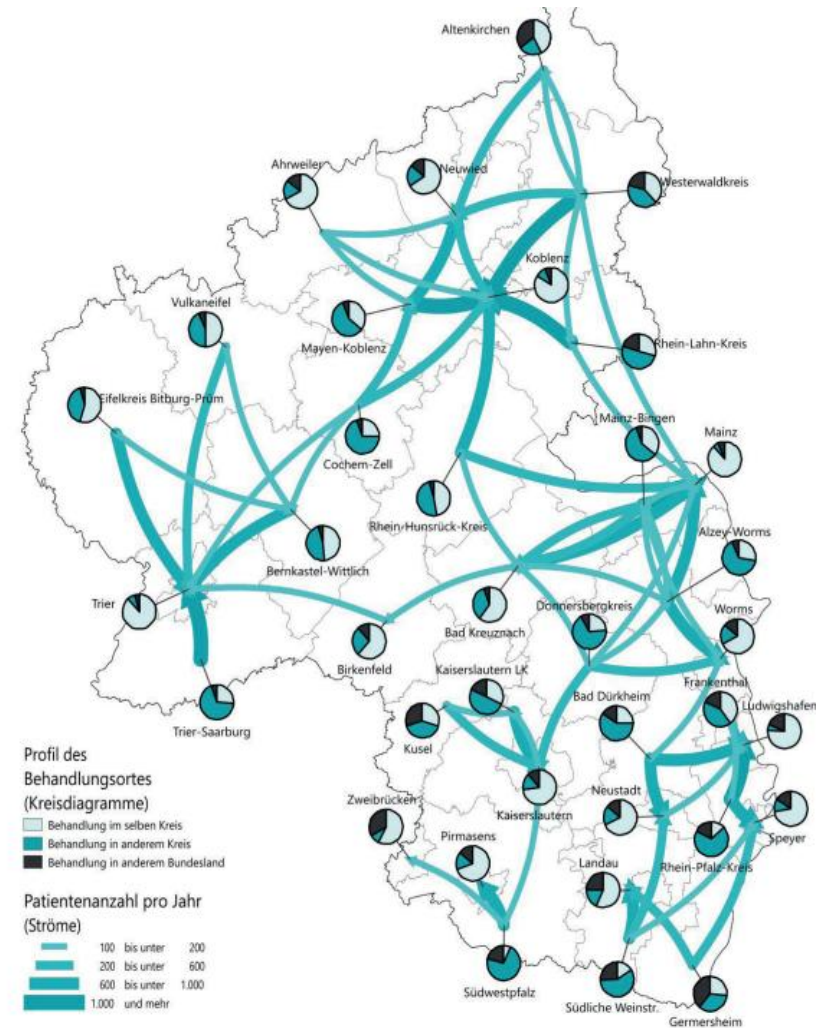 Altenkirchen
Ahrweiler
Neuwied
Westerwaldkreis
Koblenz
Vulkaneifel
Mayen-Koblenz
Rhein-Lahn-Kreis
Eifelkreis Bitburg-Prüm
Mainz-Bingen
Mainz
Cochem-Zell
Rhein-Hunsrück-Kreis
Alzey-Worms
Bernkastel-Wittlich
Trier
Bad Kreuznach
Donnersbergkreis
Worms
Birkenfeld
Kaiserslautern LK
Frankenthal
Bad Dürkheim
Ludwigshafen
Trier-Saarburg
Kusel
Profil des
Behandlungsortes
(Kreisdiagramme)
Behandlung im selben Kreis
Behandlung in anderem Kreis
Behandlung in anderem Bundesland
Zweibrücken
Kaiserslautern
Neustadt
Pirmasens
Speyer
Landau
Rhein-Pfalz-Kreis
Patientenanzahl pro Jahr
(Ströme)
100 bis unter 200
200 bis unter 600
600 bis unter 1.000
1.000 und mehr
Südwestpfalz
Südliche Weinstr.
Germersheim